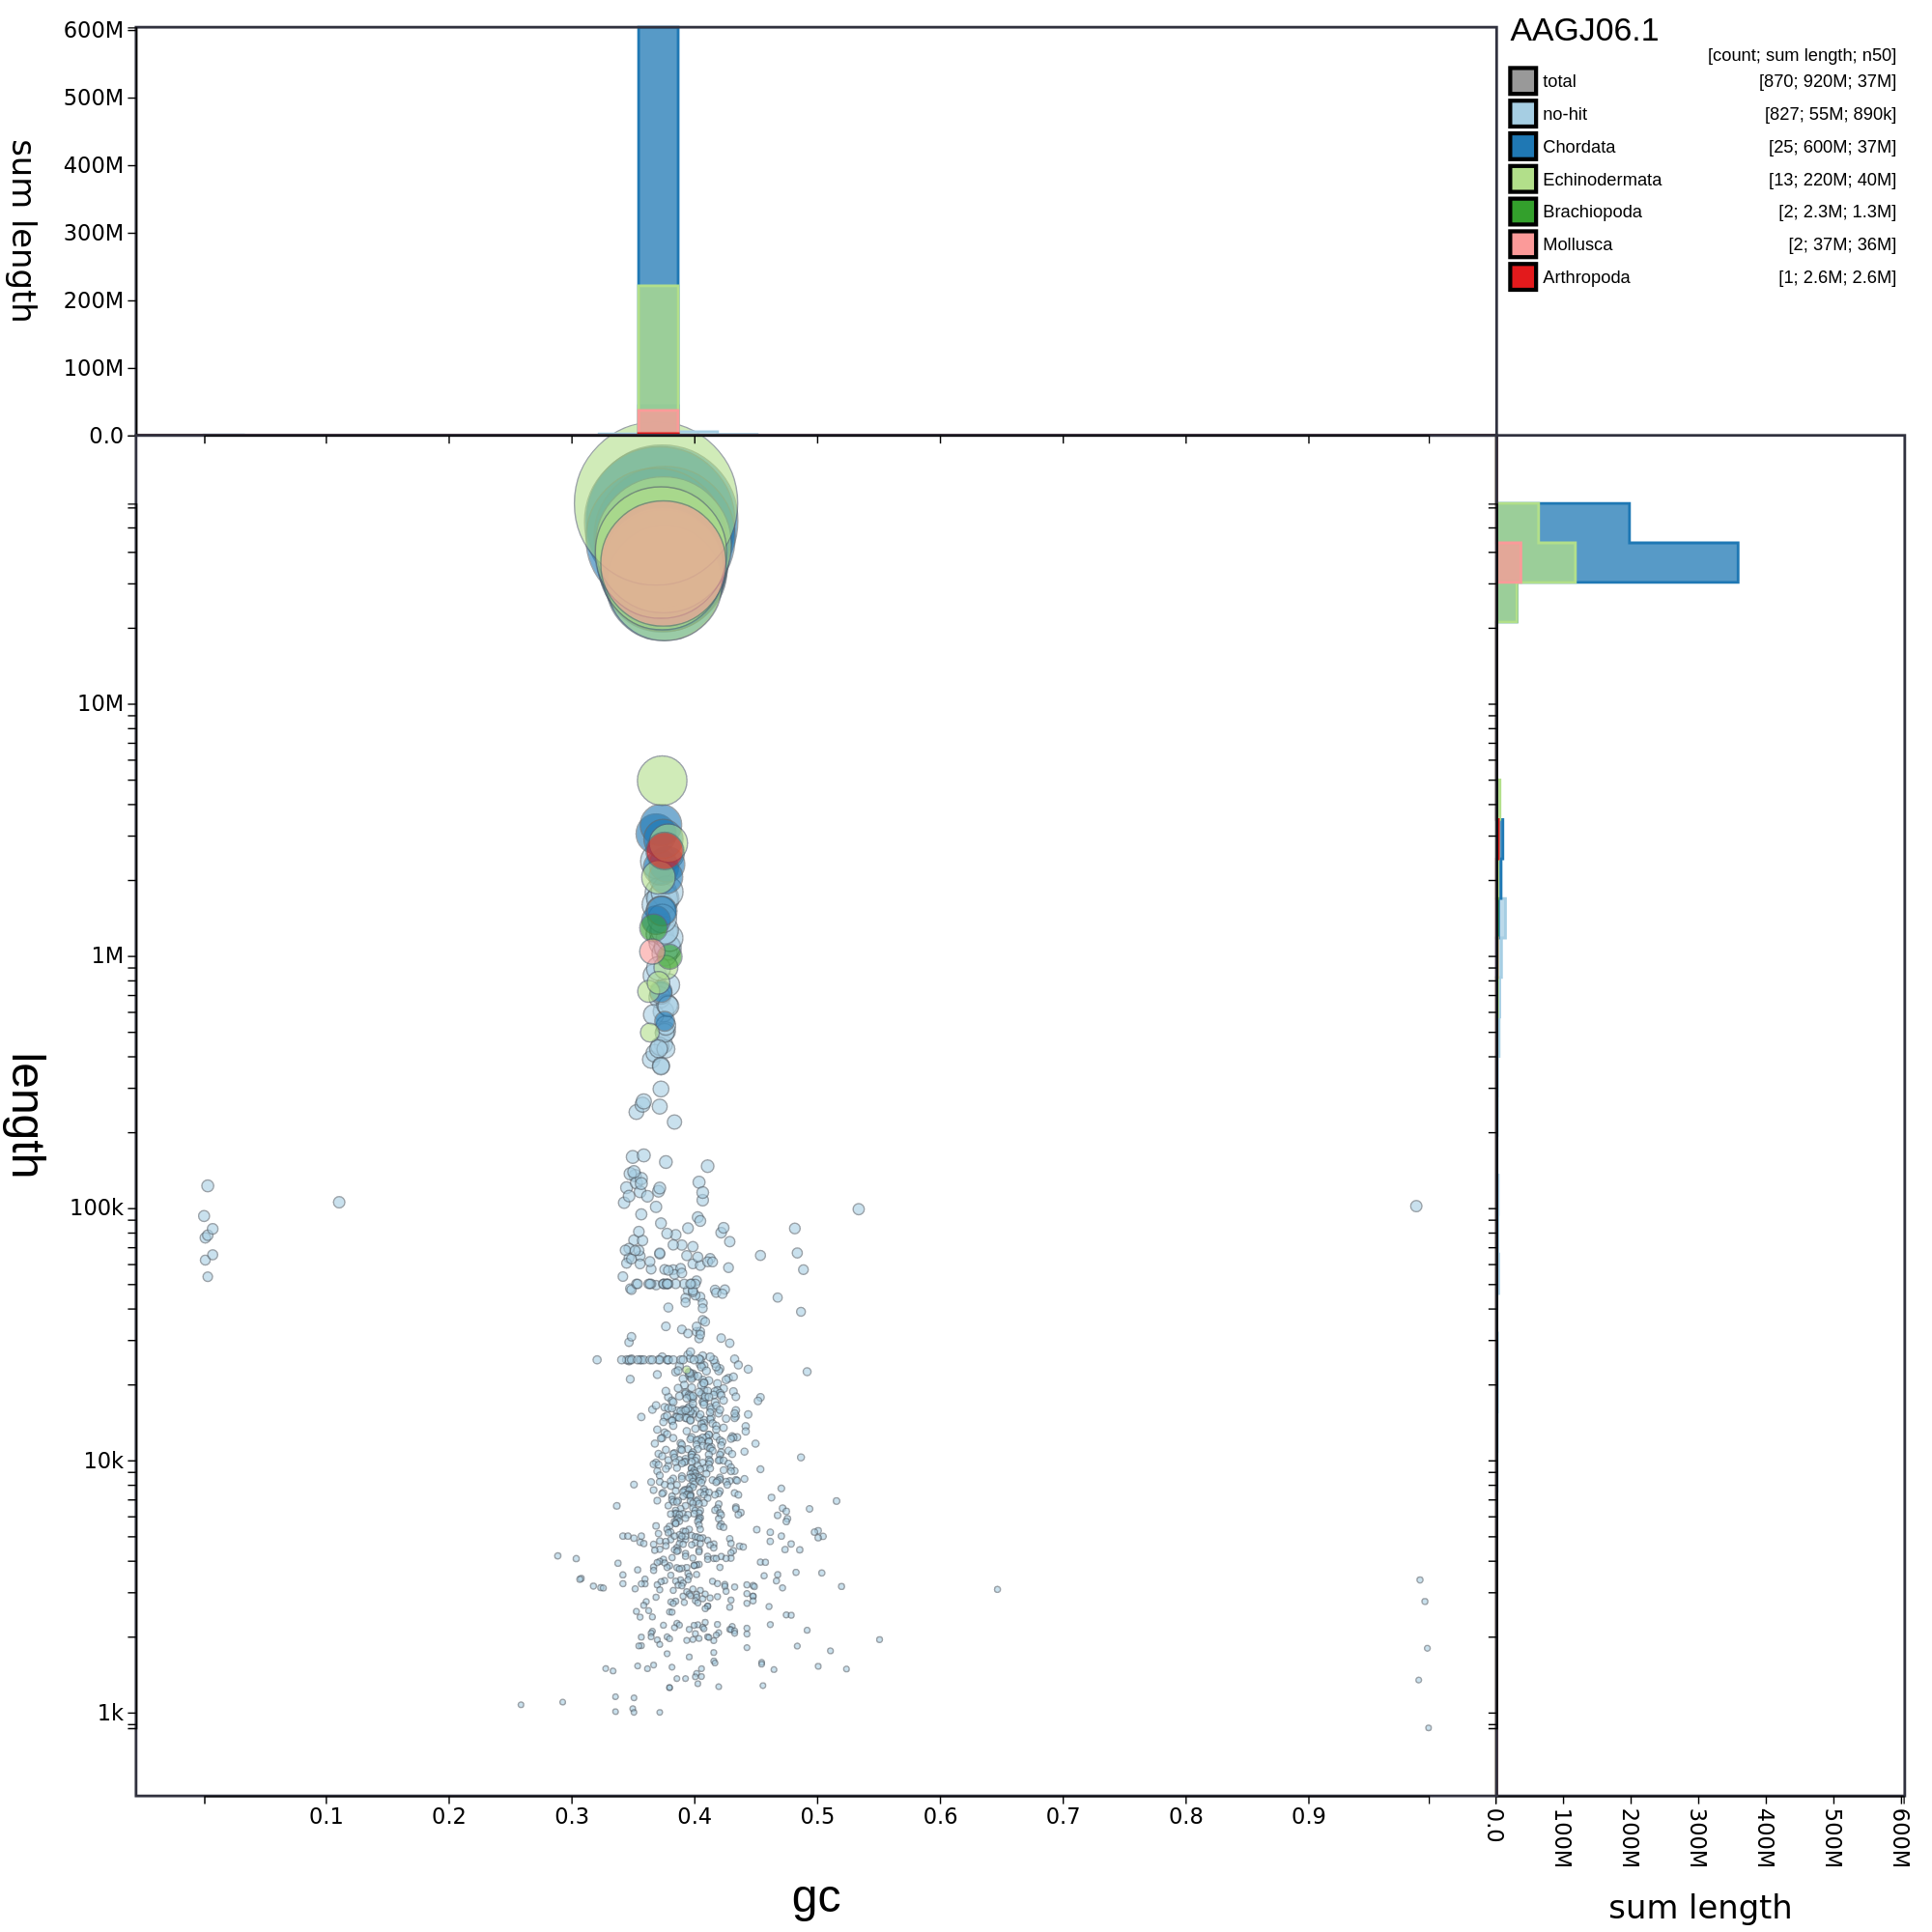 AAGJ06.1
[count; sum length; n50]
total [870; 920M; 37M]
no-hit [827; 55M; 890k]
Chordata [25; 600M; 37M]
Echinodermata [13; 220M; 40M]
Brachiopoda [2; 2.3M; 1.3M]
Mollusca [2; 37M; 36M]
Arthropoda [1; 2.6M; 2.6M]
sum length
600M
500M
400M
300M
200M
100M
0.0
length
10M
1M
100k
10k
1k
0.1 0.2 0.3 0.4 0.5 0.6 0.7 0.8 0.9
gc
0.0 100M 200M 300M 400M 500M 600M
sum length